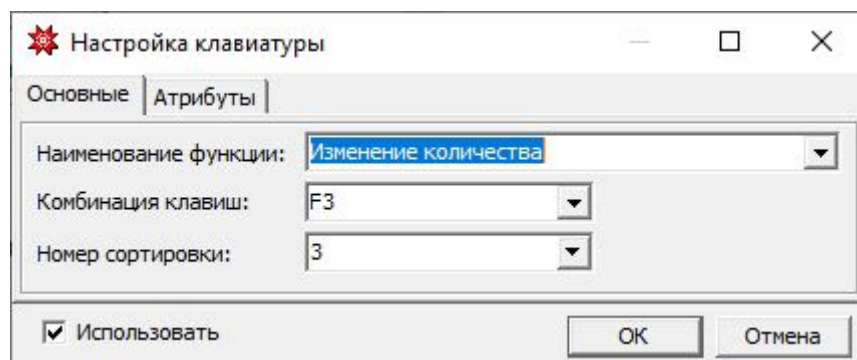 Настройка клавиатуры
Основные Атрибуты
Наименование функции: Изменение количества
Комбинация клавиш: F3
Номер сортировки: 3
Использовать OK Отмена